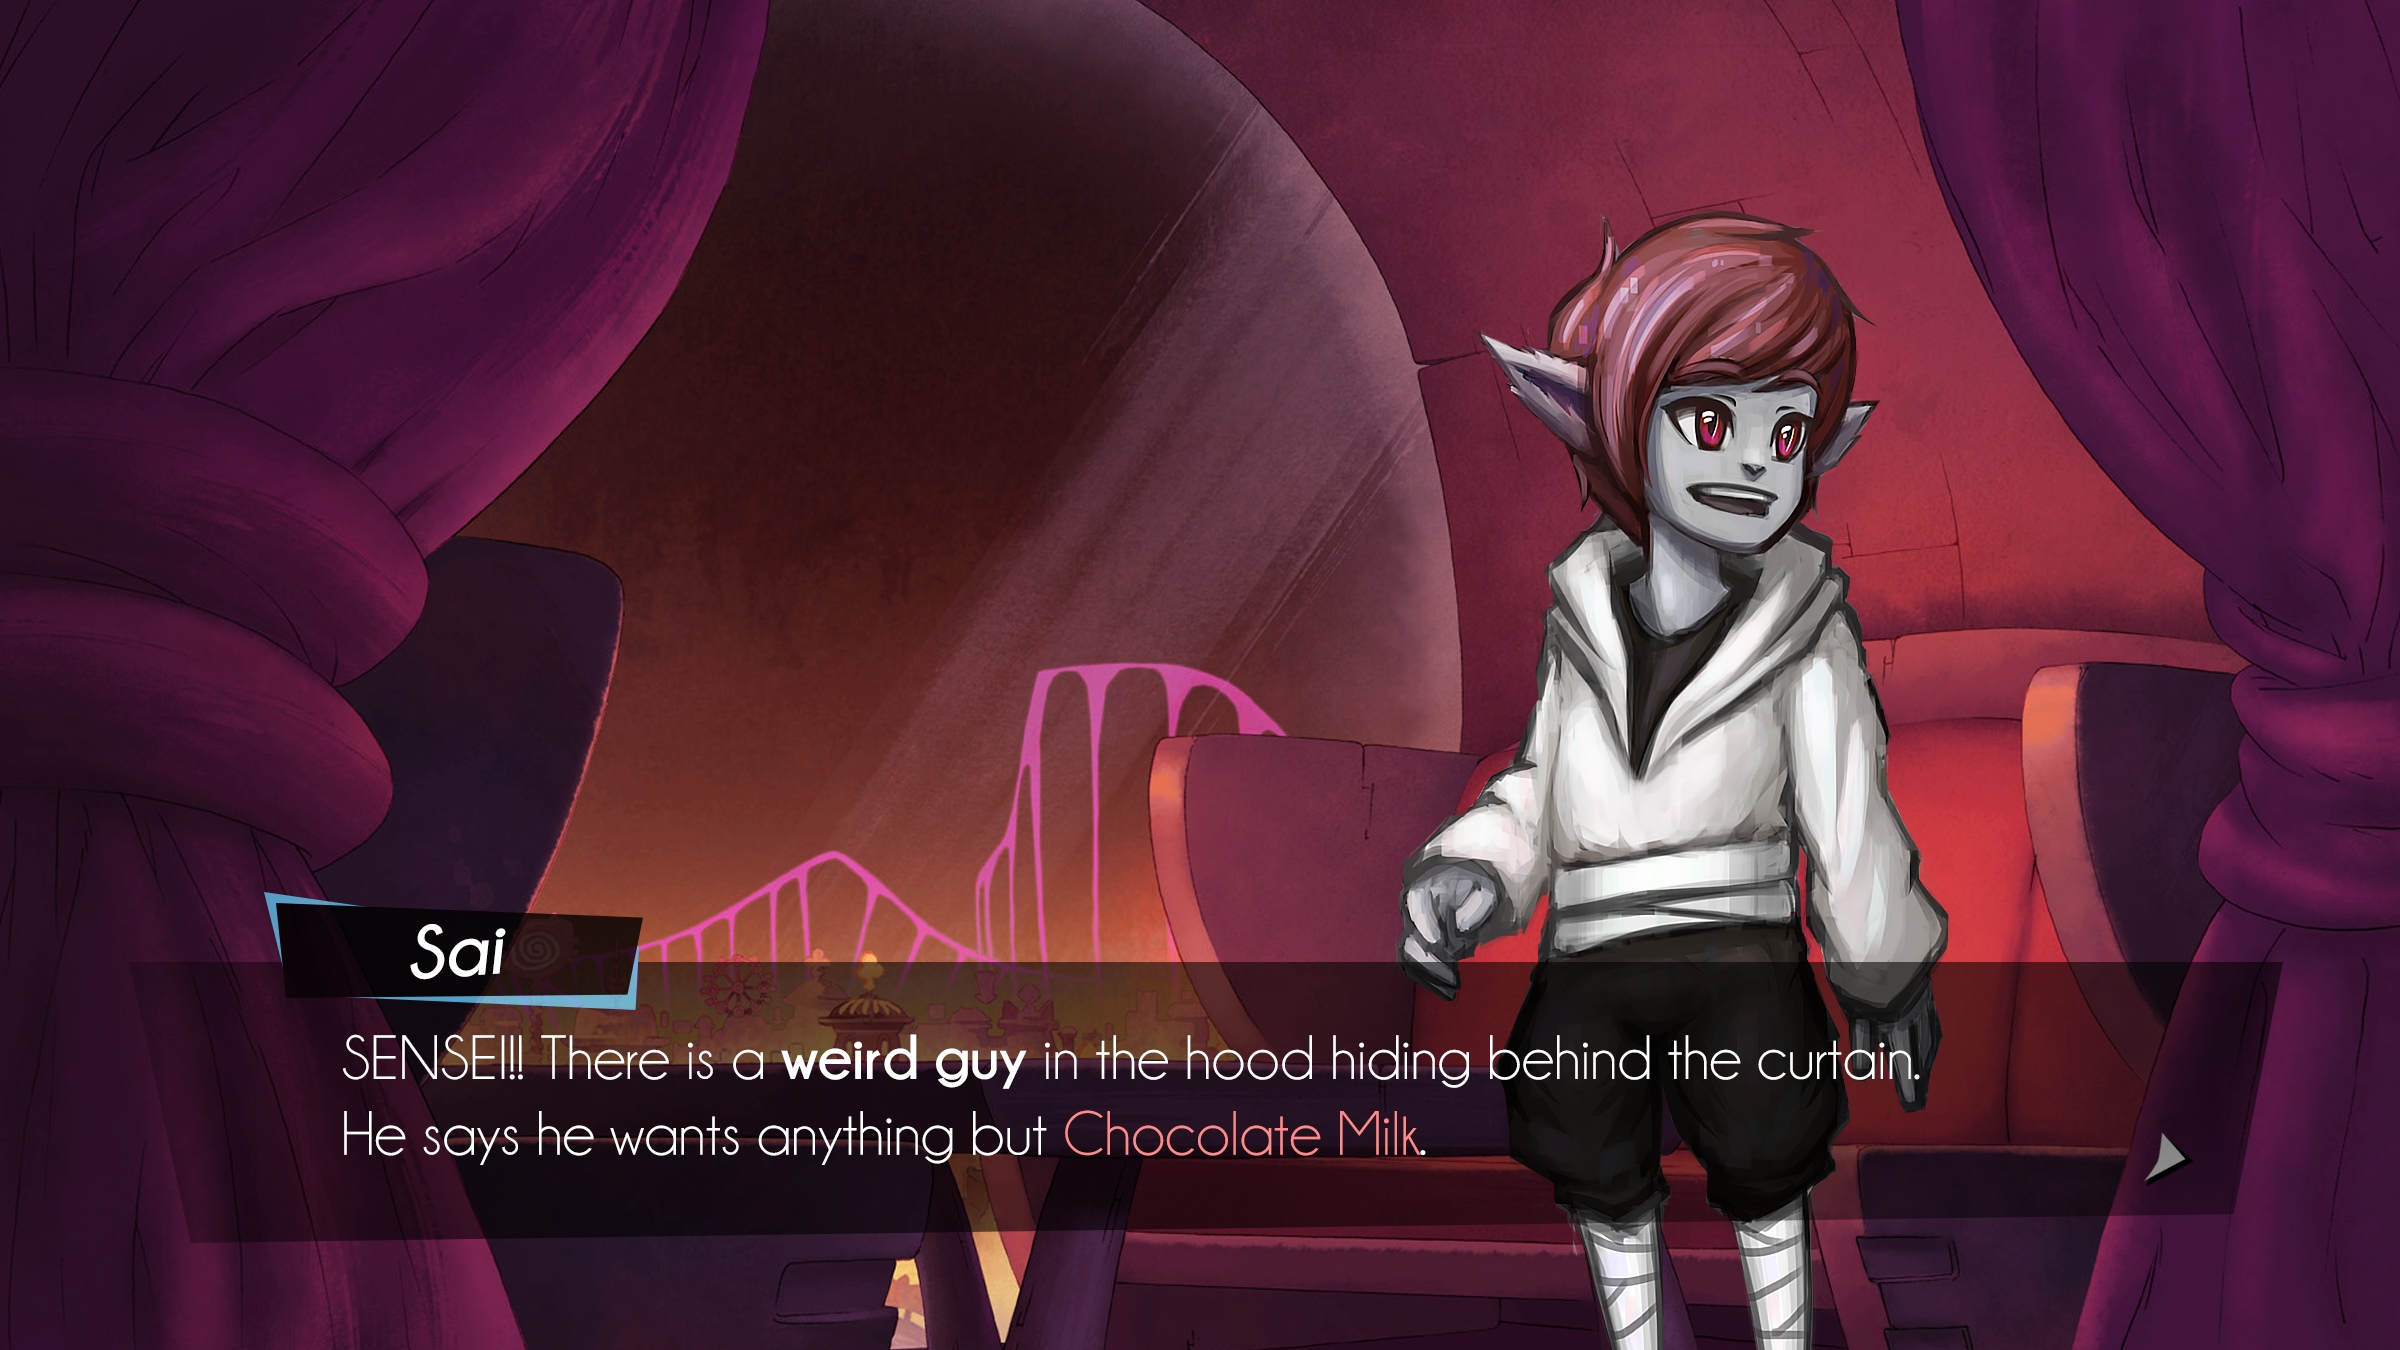 Sai
SENSEI!! There is a weird guy in the hood hiding behind the curtain.
He says he wants anything but Chocolate Milk.